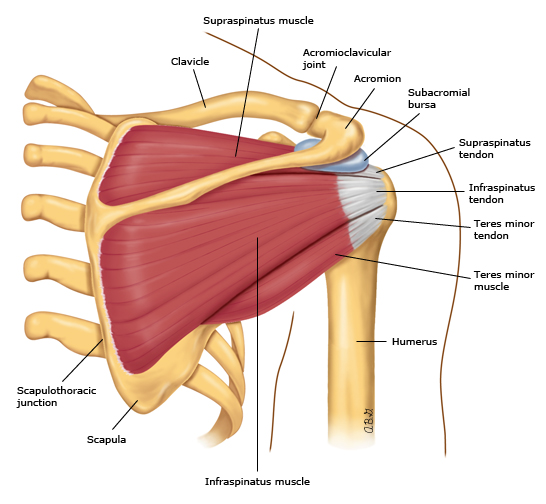 Supraspinatus muscle
Acromioclavicular
joint
Clavicle
Acromion
Subacromial
bursa
Supraspinatus
tendon
Infraspinatus
tendon
Teres minor
tendon
Teres minor
muscle
Humerus
Scapulothoracic
junction
Scapula
Infraspinatus muscle